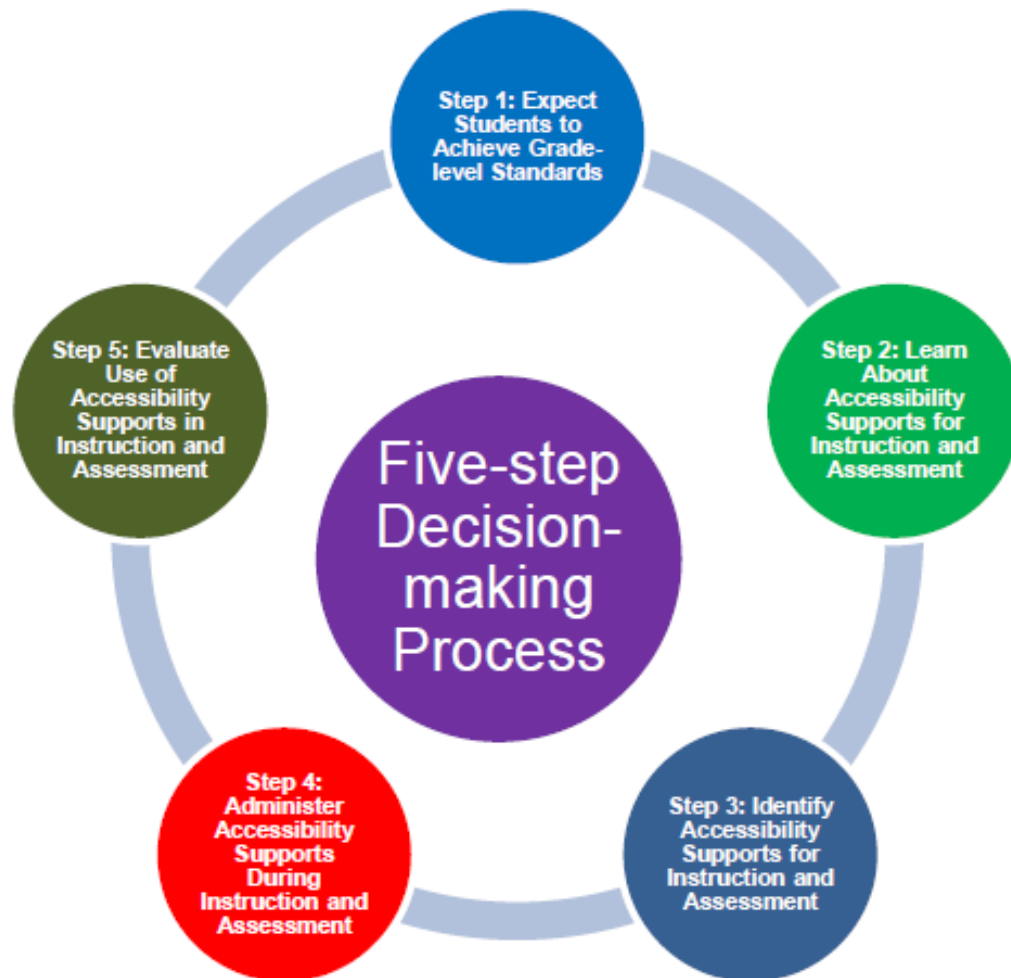 Step 1: Expect
Students to
Achieve Grade-
level Standards
Step 2: Learn
About
Accessibility
Supports for
Instruction and
Assessment
Step 3: Identify
Accessibility
Supports for
Instruction and
Assessment
Step 4:
Administer
Accessibility
Supports
During
Instruction and
Assessment
Step 5: Evaluate
Use of
Accessibility
Supports in
Instruction and
Assessment
Five-step
Decision-
making
Process